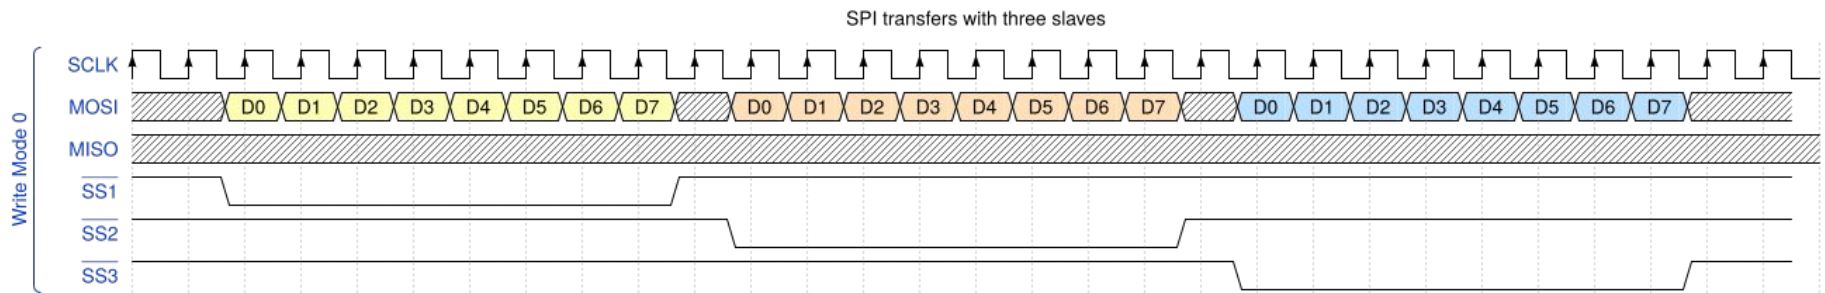 SPI transfers with three slaves
Write Mode 0
SCLK
MOSI D0 D1 D2 D3 D4 D5 D6 D7 D0 D1 D2 D3 D4 D5 D6 D7 D0 D1 D2 D3 D4 D5 D6 D7
MISO
SS1
SS2
SS3